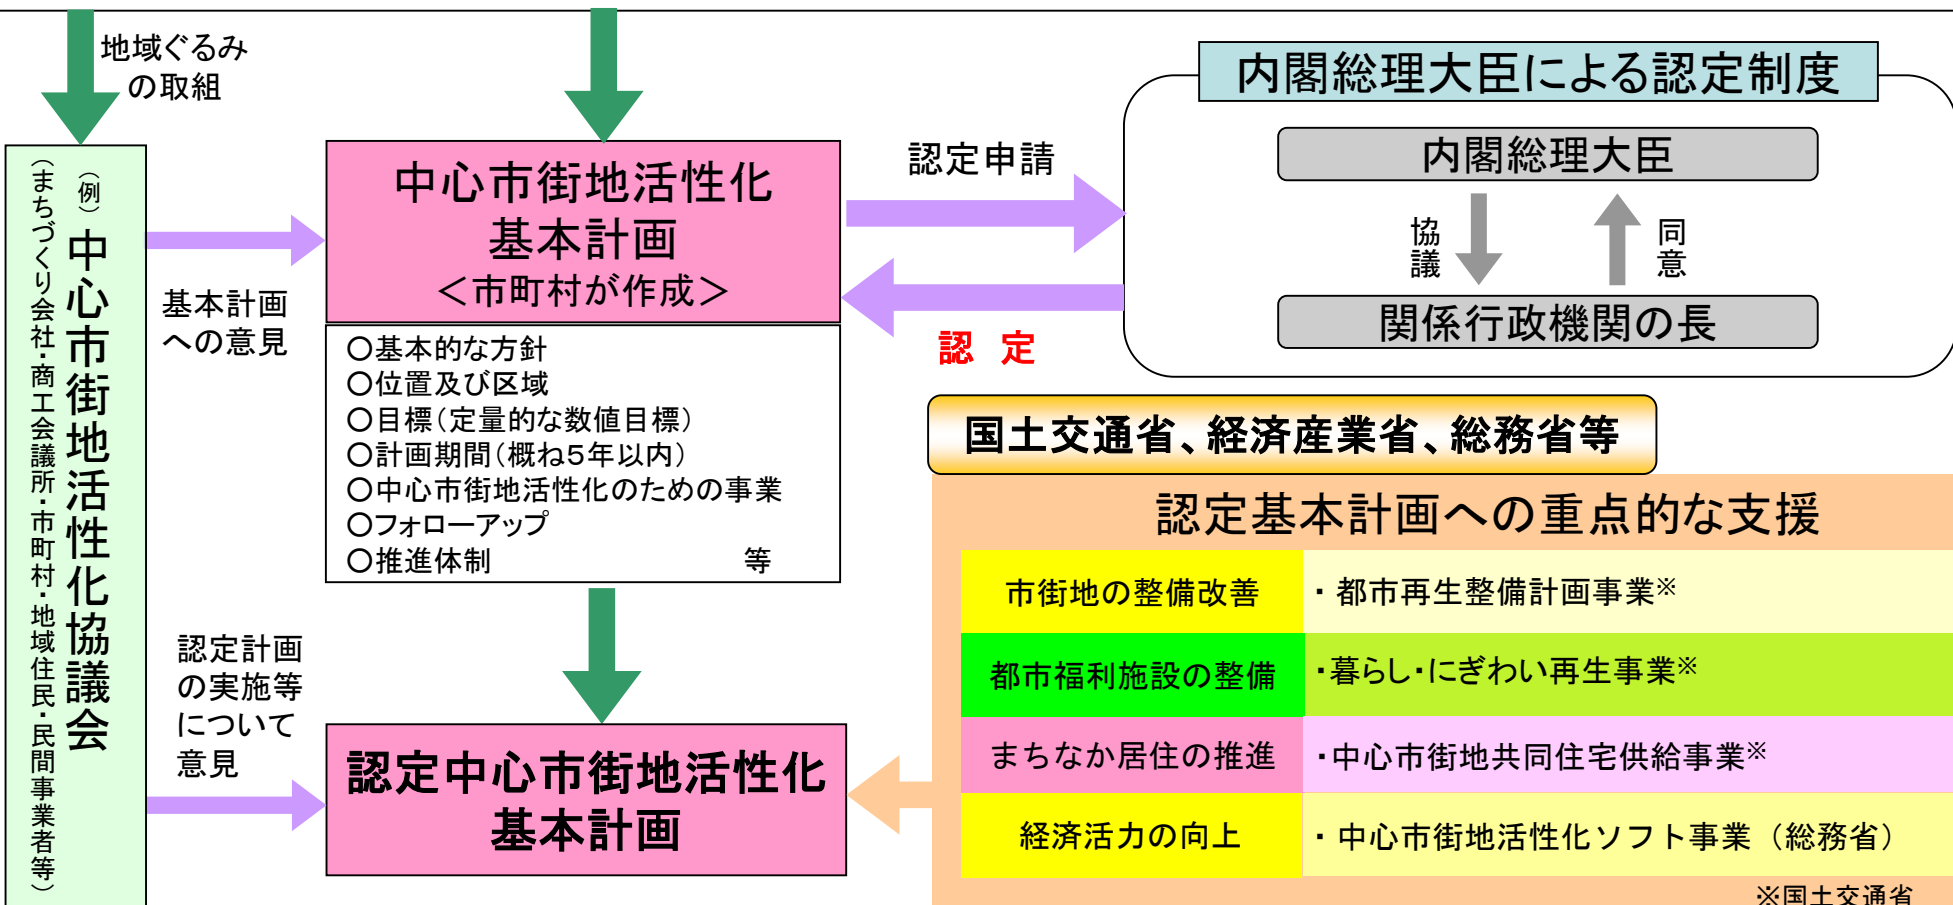 地域ぐるみ
の取組
中心市街地活性化協議会
（例）
（まちづくり会社・商工会議所・市町村・地域住民・民間事業者等）
基本計画
への意見
認定計画
の実施等
について
意見
中心市街地活性化
基本計画
＜市町村が作成＞
○基本的な方針
○位置及び区域
○目標（定量的な数値目標）
○計画期間（概ね５年以内）
○中心市街地活性化のための事業
○フォローアップ
○推進体制　　　　　　　　等
認定中心市街地活性化
基本計画
認定申請
認　定
内閣総理大臣による認定制度
内閣総理大臣
協議
同意
関係行政機関の長
国土交通省、経済産業省、総務省等
認定基本計画への重点的な支援
市街地の整備改善
・都市再生整備計画事業※
都市福利施設の整備
・暮らし・にぎわい再生事業※
まちなか居住の推進
・中心市街地共同住宅供給事業※
経済活力の向上
・中心市街地活性化ソフト事業（総務省）
※国土交通省